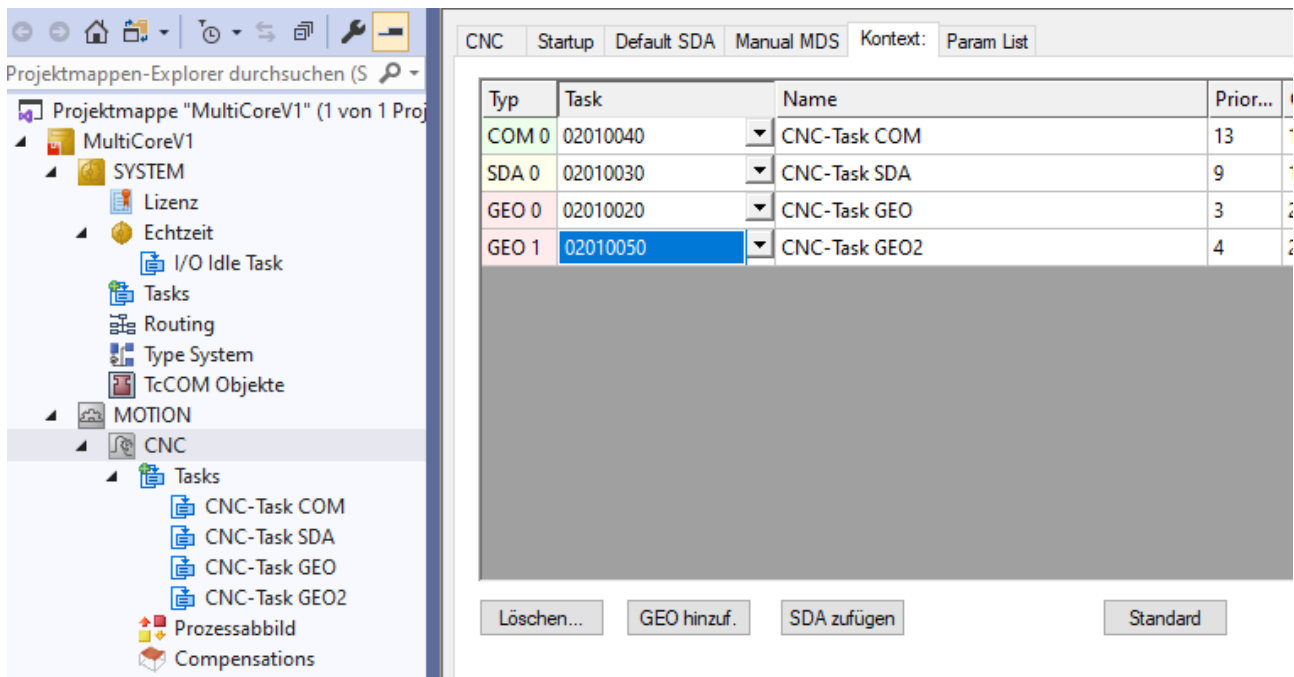 CNC Startup Default SDA Manual MDS Kontext: Param List
Projektmappen-Explorer durchsuchen (S
Projektmappe "MultiCoreV1" (1 von 1 Proj
MultiCoreV1
SYSTEM
Lizenz
Echtzeit
I/O Idle Task
Tasks
Routing
Type System
TcCOM Objekte
MOTION
CNC
Tasks
CNC-Task COM
CNC-Task SDA
CNC-Task GEO
CNC-Task GEO2
Prozessabbild
Compensations
Typ Task Name Prior...
COM 0 02010040 CNC-Task COM 13
SDA 0 02010030 CNC-Task SDA 9
GEO 0 02010020 CNC-Task GEO 3
GEO 1 02010050 CNC-Task GEO2 4
Löschen... GEO hinzuf. SDA zufügen Standard